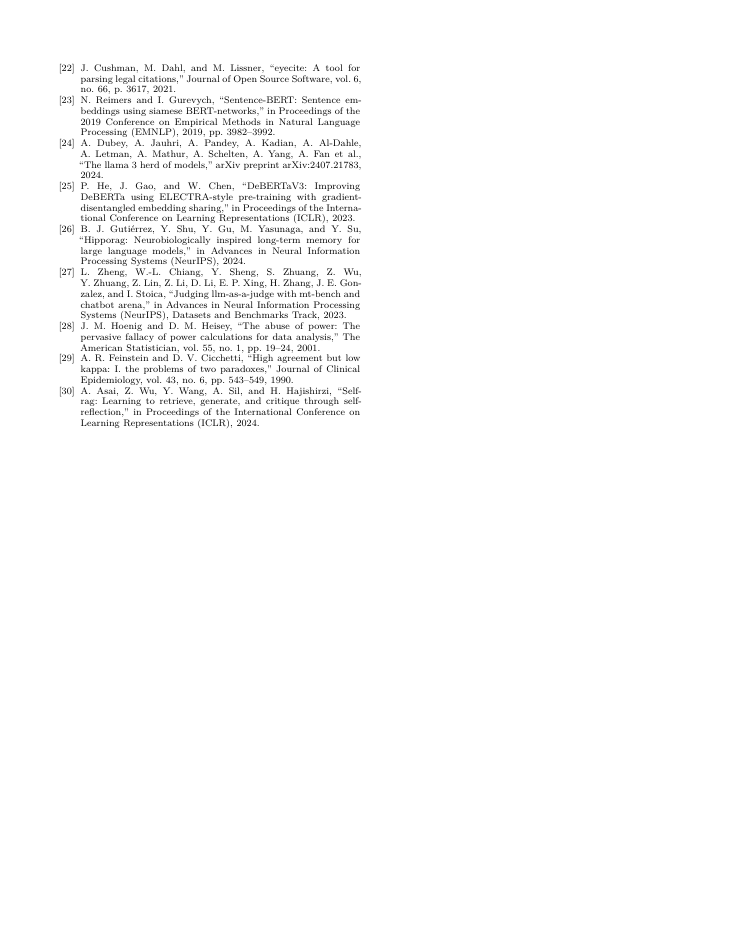 [22] J. Cushman, M. Dahl, and M. Lissner, “eyecite: A tool for
parsing legal citations,” Journal of Open Source Software, vol. 6,
no. 66, p. 3617, 2021.
[23] N. Reimers and I. Gurevych, “Sentence-BERT: Sentence em-
beddings using siamese BERT-networks,” in Proceedings of the
2019 Conference on Empirical Methods in Natural Language
Processing (EMNLP), 2019, pp. 3982–3992.
[24] A. Dubey, A. Jauhri, A. Pandey, A. Kadian, A. Al-Dahle,
A. Letman, A. Mathur, A. Schelten, A. Yang, A. Fan et al.,
“The llama 3 herd of models,” arXiv preprint arXiv:2407.21783,
2024.
[25] P. He, J. Gao, and W. Chen, “DeBERTaV3: Improving
DeBERTa using ELECTRA-style pre-training with gradient-
disentangled embedding sharing,” in Proceedings of the Interna-
tional Conference on Learning Representations (ICLR), 2023.
[26] B. J. Gutiérrez, Y. Shu, Y. Gu, M. Yasunaga, and Y. Su,
“Hipporag: Neurobiologically inspired long-term memory for
large language models,” in Advances in Neural Information
Processing Systems (NeurIPS), 2024.
[27] L. Zheng, W.-L. Chiang, Y. Sheng, S. Zhuang, Z. Wu,
Y. Zhuang, Z. Lin, Z. Li, D. Li, E. P. Xing, H. Zhang, J. E. Gon-
zalez, and I. Stoica, “Judging llm-as-a-judge with mt-bench and
chatbot arena,” in Advances in Neural Information Processing
Systems (NeurIPS), Datasets and Benchmarks Track, 2023.
[28] J. M. Hoenig and D. M. Heisey, “The abuse of power: The
pervasive fallacy of power calculations for data analysis,” The
American Statistician, vol. 55, no. 1, pp. 19–24, 2001.
[29] A. R. Feinstein and D. V. Cicchetti, “High agreement but low
kappa: I. the problems of two paradoxes,” Journal of Clinical
Epidemiology, vol. 43, no. 6, pp. 543–549, 1990.
[30] A. Asai, Z. Wu, Y. Wang, A. Sil, and H. Hajishirzi, “Self-
rag: Learning to retrieve, generate, and critique through self-
reflection,” in Proceedings of the International Conference on
Learning Representations (ICLR), 2024.